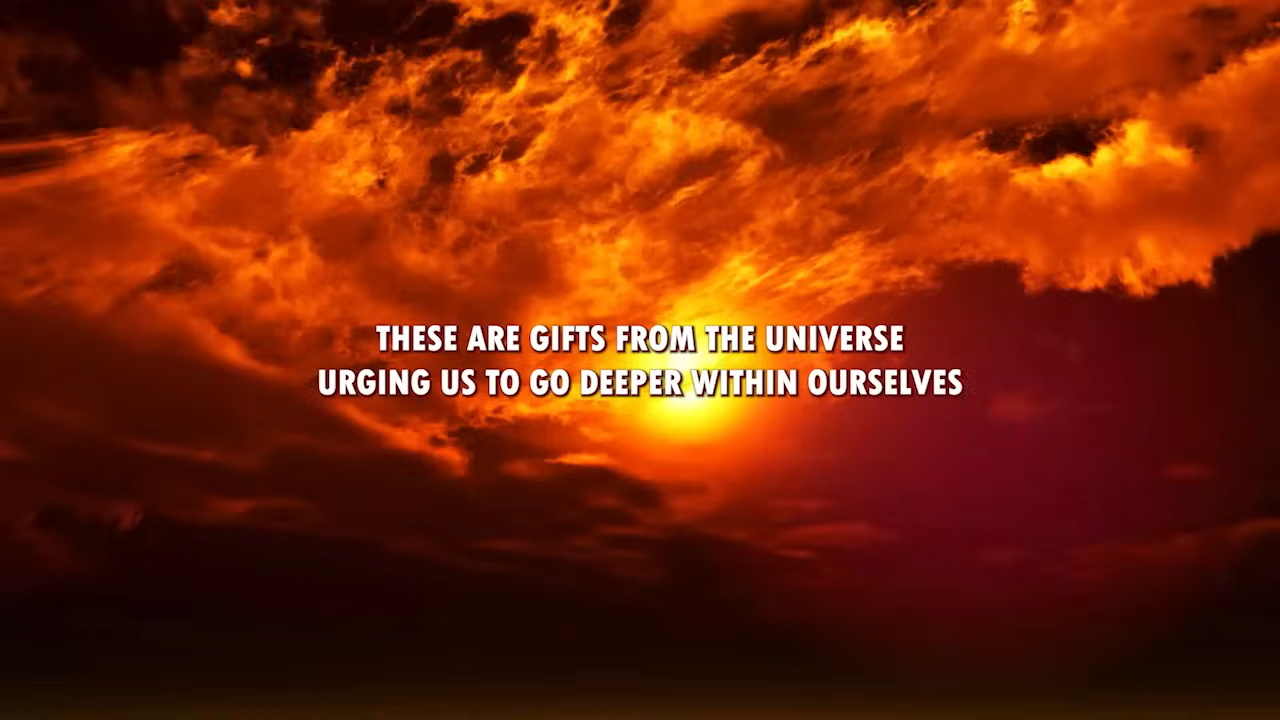 THESE ARE GIFTS FROM THE UNIVERSE
URGING US TO GO DEEPER WITHIN OURSELVES